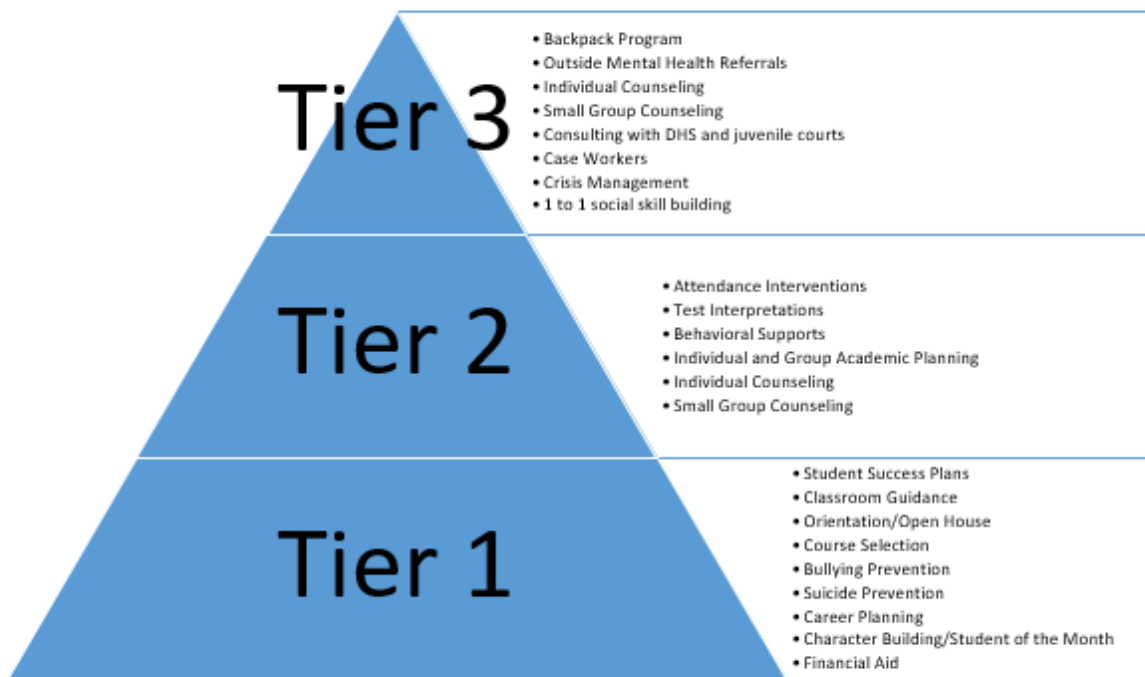 Tier 3
• Backpack Program
• Outside Mental Health Referrals
• Individual Counseling
• Small Group Counseling
• Consulting with DHS and juvenile courts
• Case Workers
• Crisis Management
• 1 to 1 social skill building
Tier 2
• Attendance Interventions
• Test Interpretations
• Behavioral Supports
• Individual and Group Academic Planning
• Individual Counseling
• Small Group Counseling
Tier 1
• Student Success Plans
• Classroom Guidance
• Orientation/Open House
• Course Selection
• Bullying Prevention
• Suicide Prevention
• Career Planning
• Character Building/Student of the Month
• Financial Aid